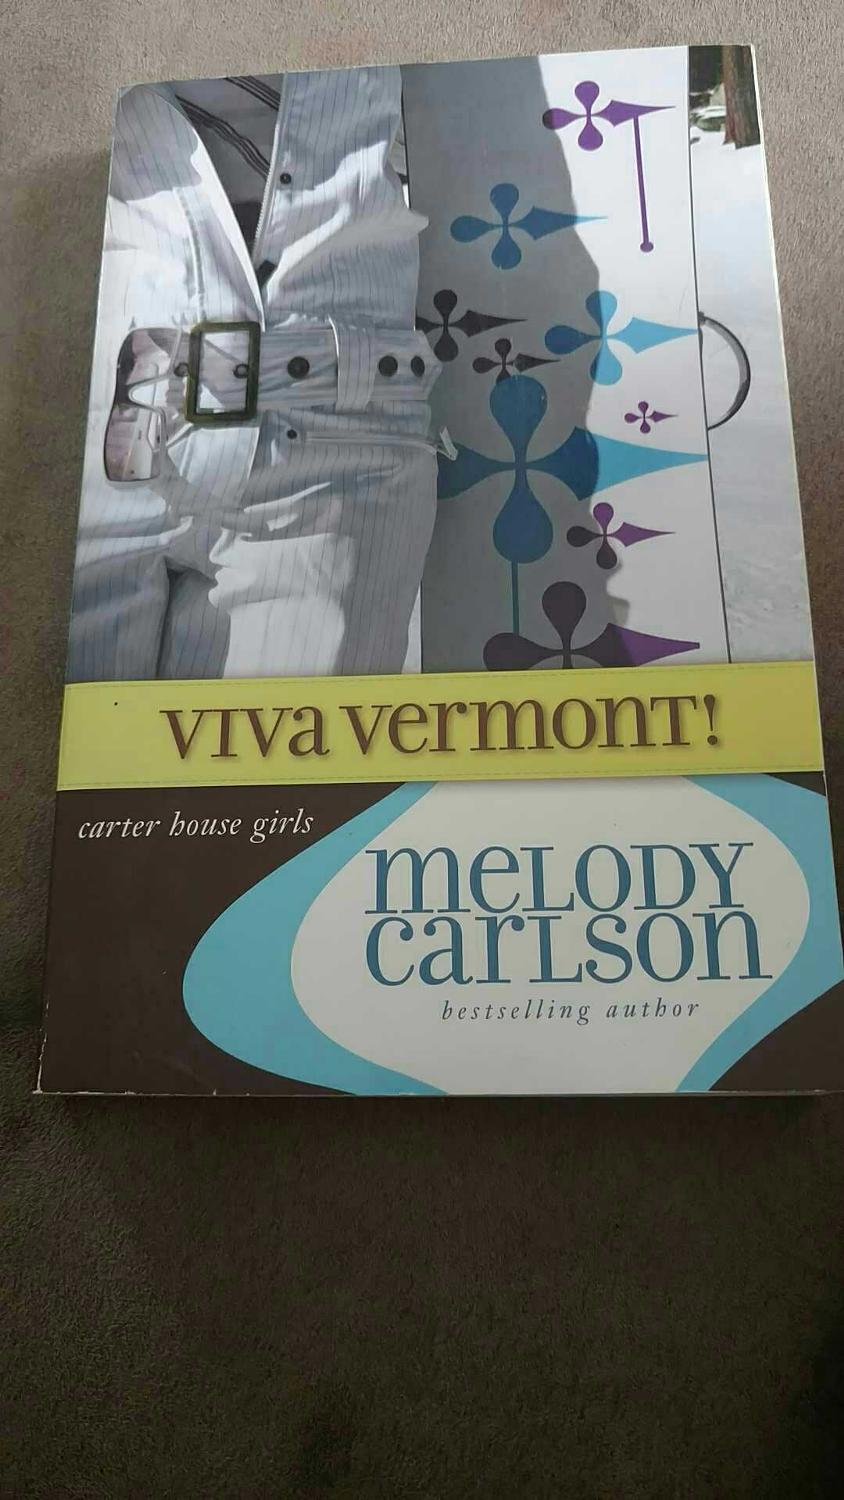 viva vermont!
carter house girls
meLODY
carLson
bestselling author